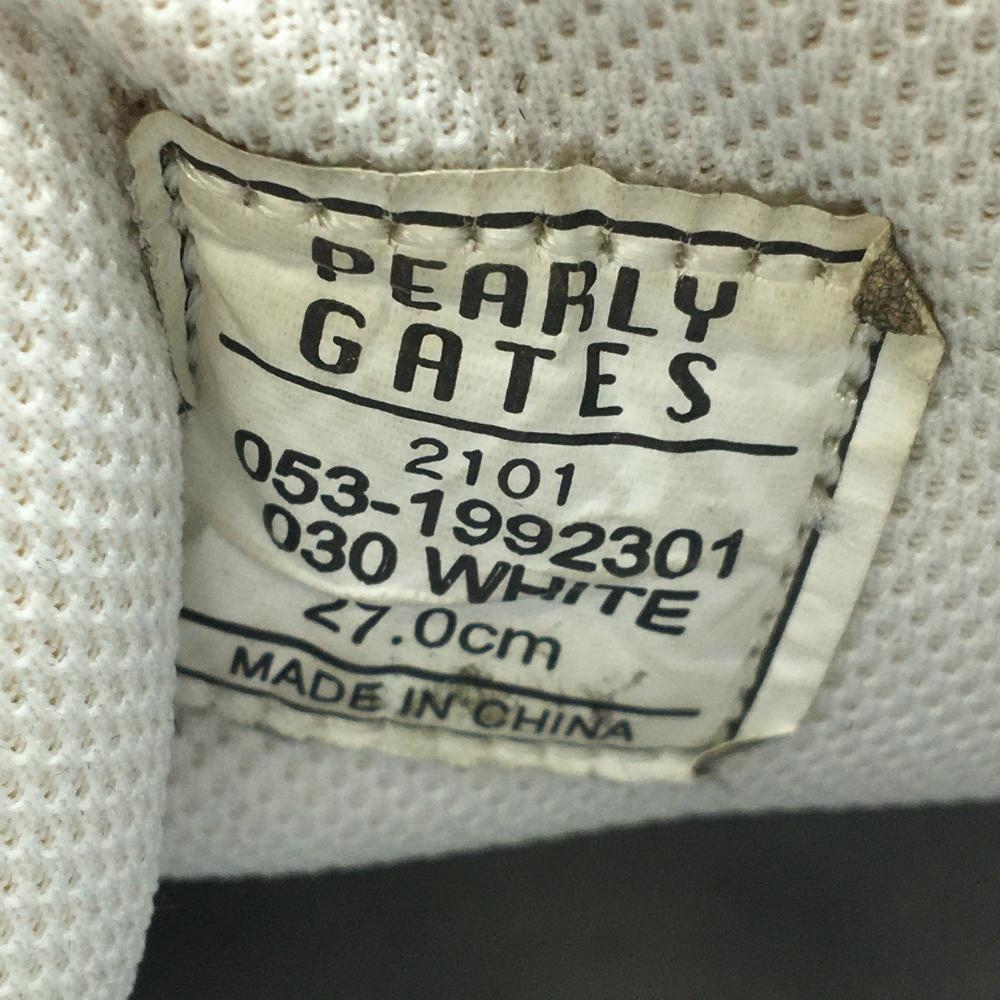 PEARLY
GATES
2101
053-1992301
030 WHITE
27.0cm
MADE IN CHINA